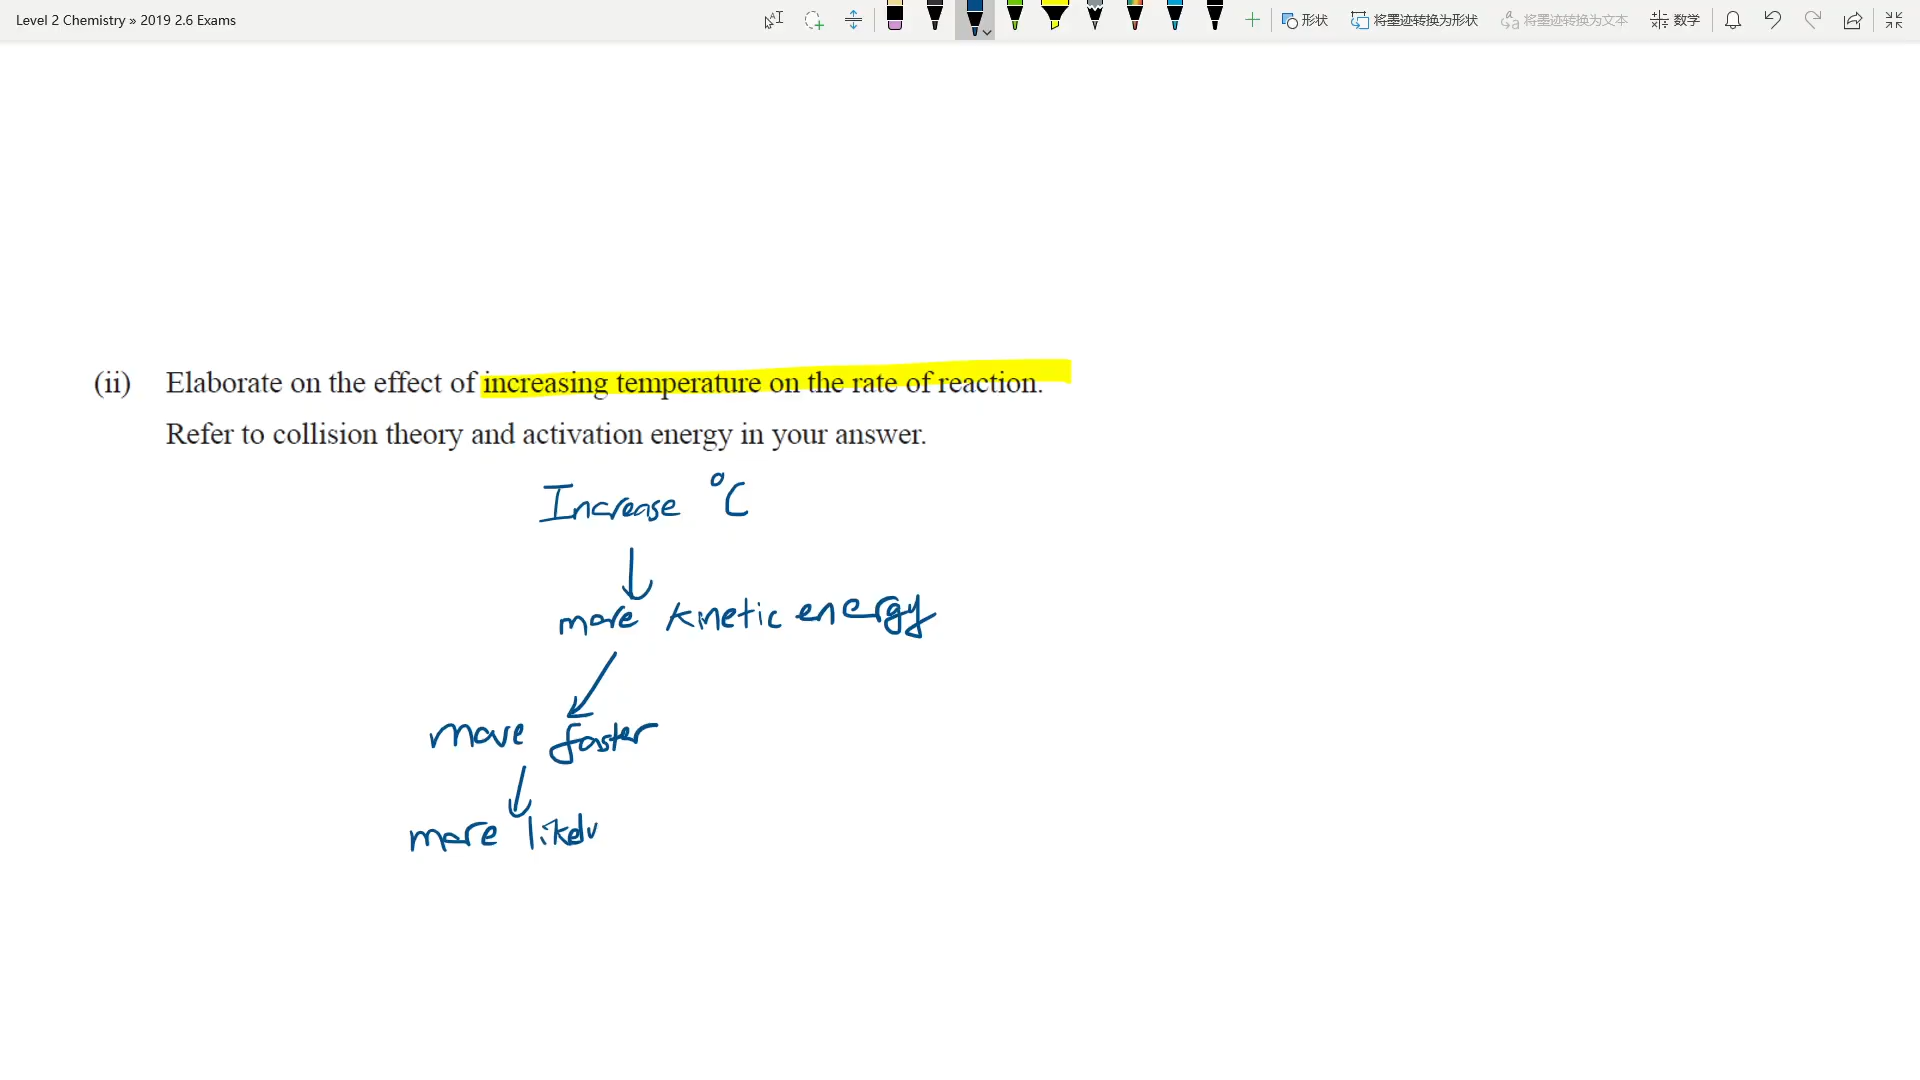 Level 2 Chemistry » 2019 2.6 Exams
形状 将墨迹转换为形状 将墨迹转换为文本 数学
(ii) Elaborate on the effect of increasing temperature on the rate of reaction.
Refer to collision theory and activation energy in your answer.
Increase °C
more kinetic energy
move faster
more likely